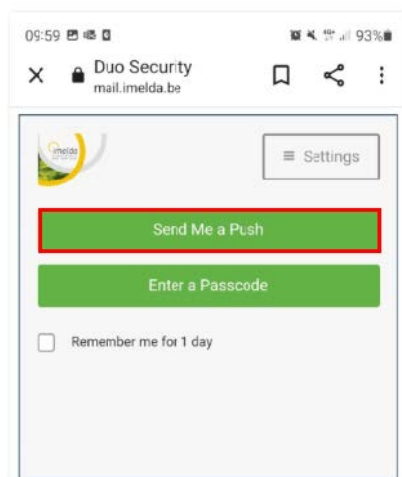 09:59
93%
Duo Security
mail.imelda.be
imelda
Settings
Send Me a Push
Enter a Passcode
Remember me for 1 day